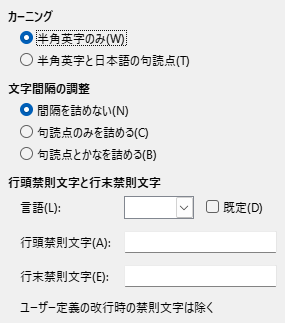 カーニング
半角英字のみ(W)
半角英字と日本語の句読点(T)
文字間隔の調整
間隔を詰めない(N)
句読点のみを詰める(C)
句読点とかなを詰める(B)
行頭禁則文字と行末禁則文字
言語(L):
既定(D)
行頭禁則文字(A):
行末禁則文字(E):
ユーザー定義の改行時の禁則文字は除く